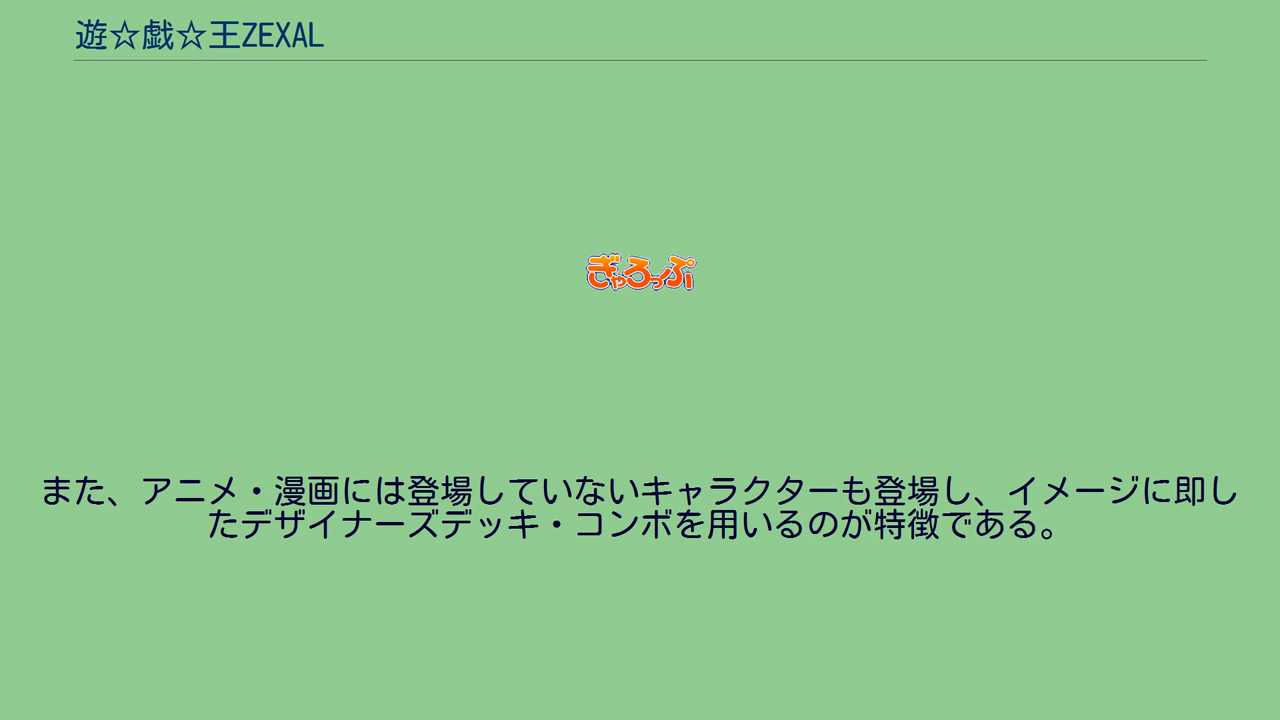 遊☆戯☆王ZEXAL
ぎゃろっぷ
また、アニメ・漫画には登場していないキャラクターも登場し、イメージに即し
たデザイナーズデッキ・コンボを用いるのが特徴である。